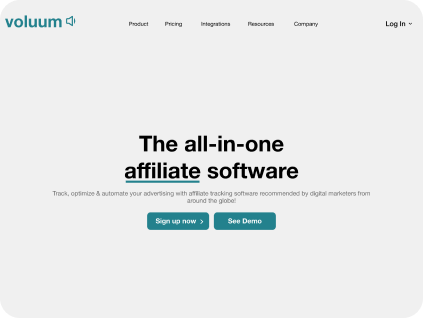 voluum
Product Pricing Integrations Resources Company Log In
The all-in-one
affiliate software
Track, optimize & automate your advertising with affiliate tracking software recommended by digital marketers from
around the globe!
Sign up now See Demo